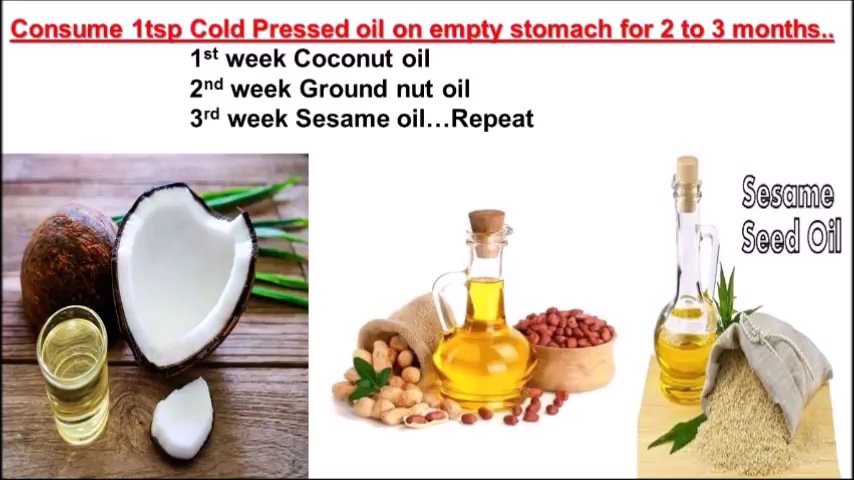 Consume 1tsp Cold Pressed oil on empty stomach for 2 to 3 months..
1st week Coconut oil
2nd week Ground nut oil
3rd week Sesame oil...Repeat
Sesame
Seed Oil